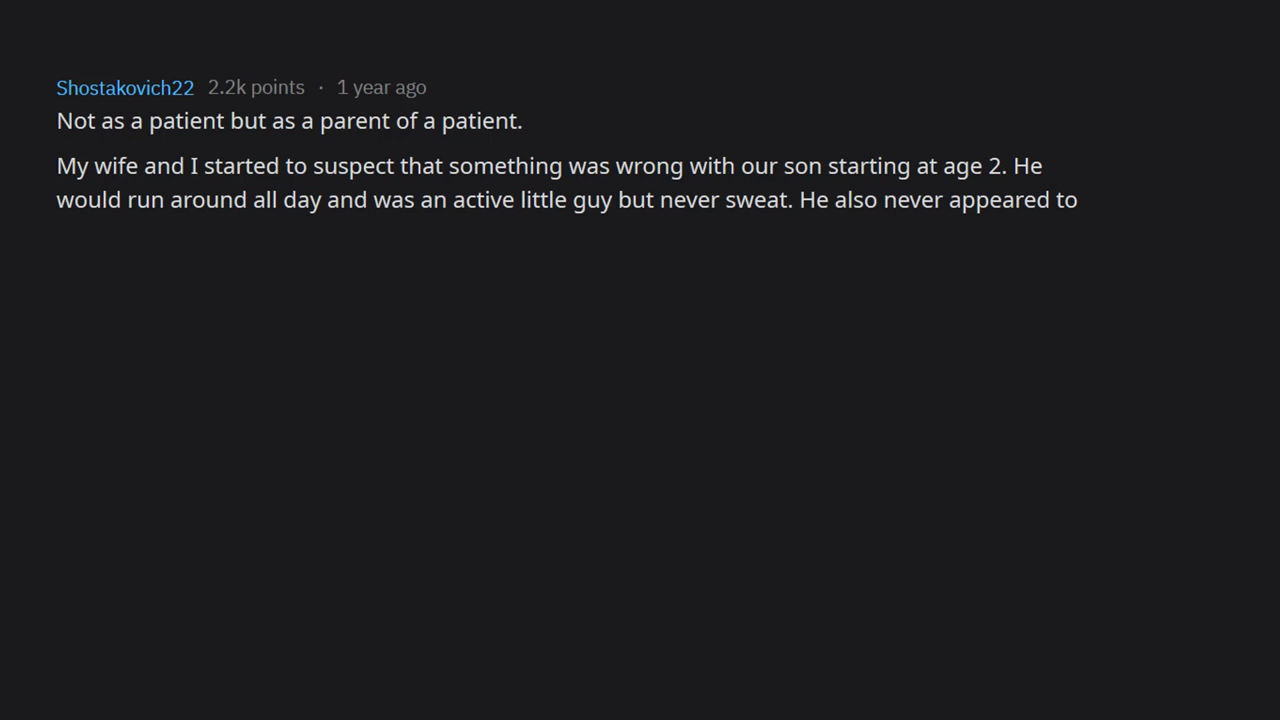 Shostakovich22 2.2k points · 1 year ago
Not as a patient but as a parent of a patient.
My wife and I started to suspect that something was wrong with our son starting at age 2. He
would run around all day and was an active little guy but never sweat. He also never appeared to